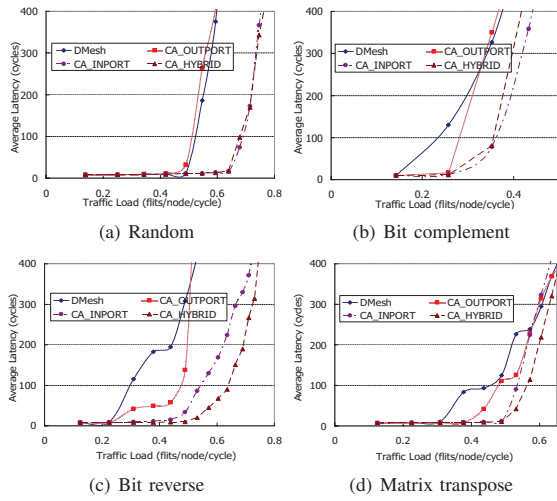 400
300
200
100
0
Average Latency (cycles)
DMesh
CA_OUTPORT
CA_INPORT
CA_HYBRID
0 0.2 0.4 0.6 0.8
Traffic Load (flits/node/cycle)
(a) Random
400
300
200
100
0
Average Latency (cycles)
DMesh
CA_OUTPORT
CA_INPORT
CA_HYBRID
0 0.2 0.4
Traffic Load (flits/node/cycle)
(b) Bit complement
400
300
200
100
0
Average Latency (cycles)
DMesh
CA_OUTPORT
CA_INPORT
CA_HYBRID
0 0.2 0.4 0.6 0.8
Traffic Load (flits/node/cycle)
(c) Bit reverse
400
300
200
100
0
Average Latency (cycles)
DMesh
CA_OUTPORT
CA_INPORT
CA_HYBRID
0 0.2 0.4 0.6
Traffic Load (flits/node/cycle)
(d) Matrix transpose